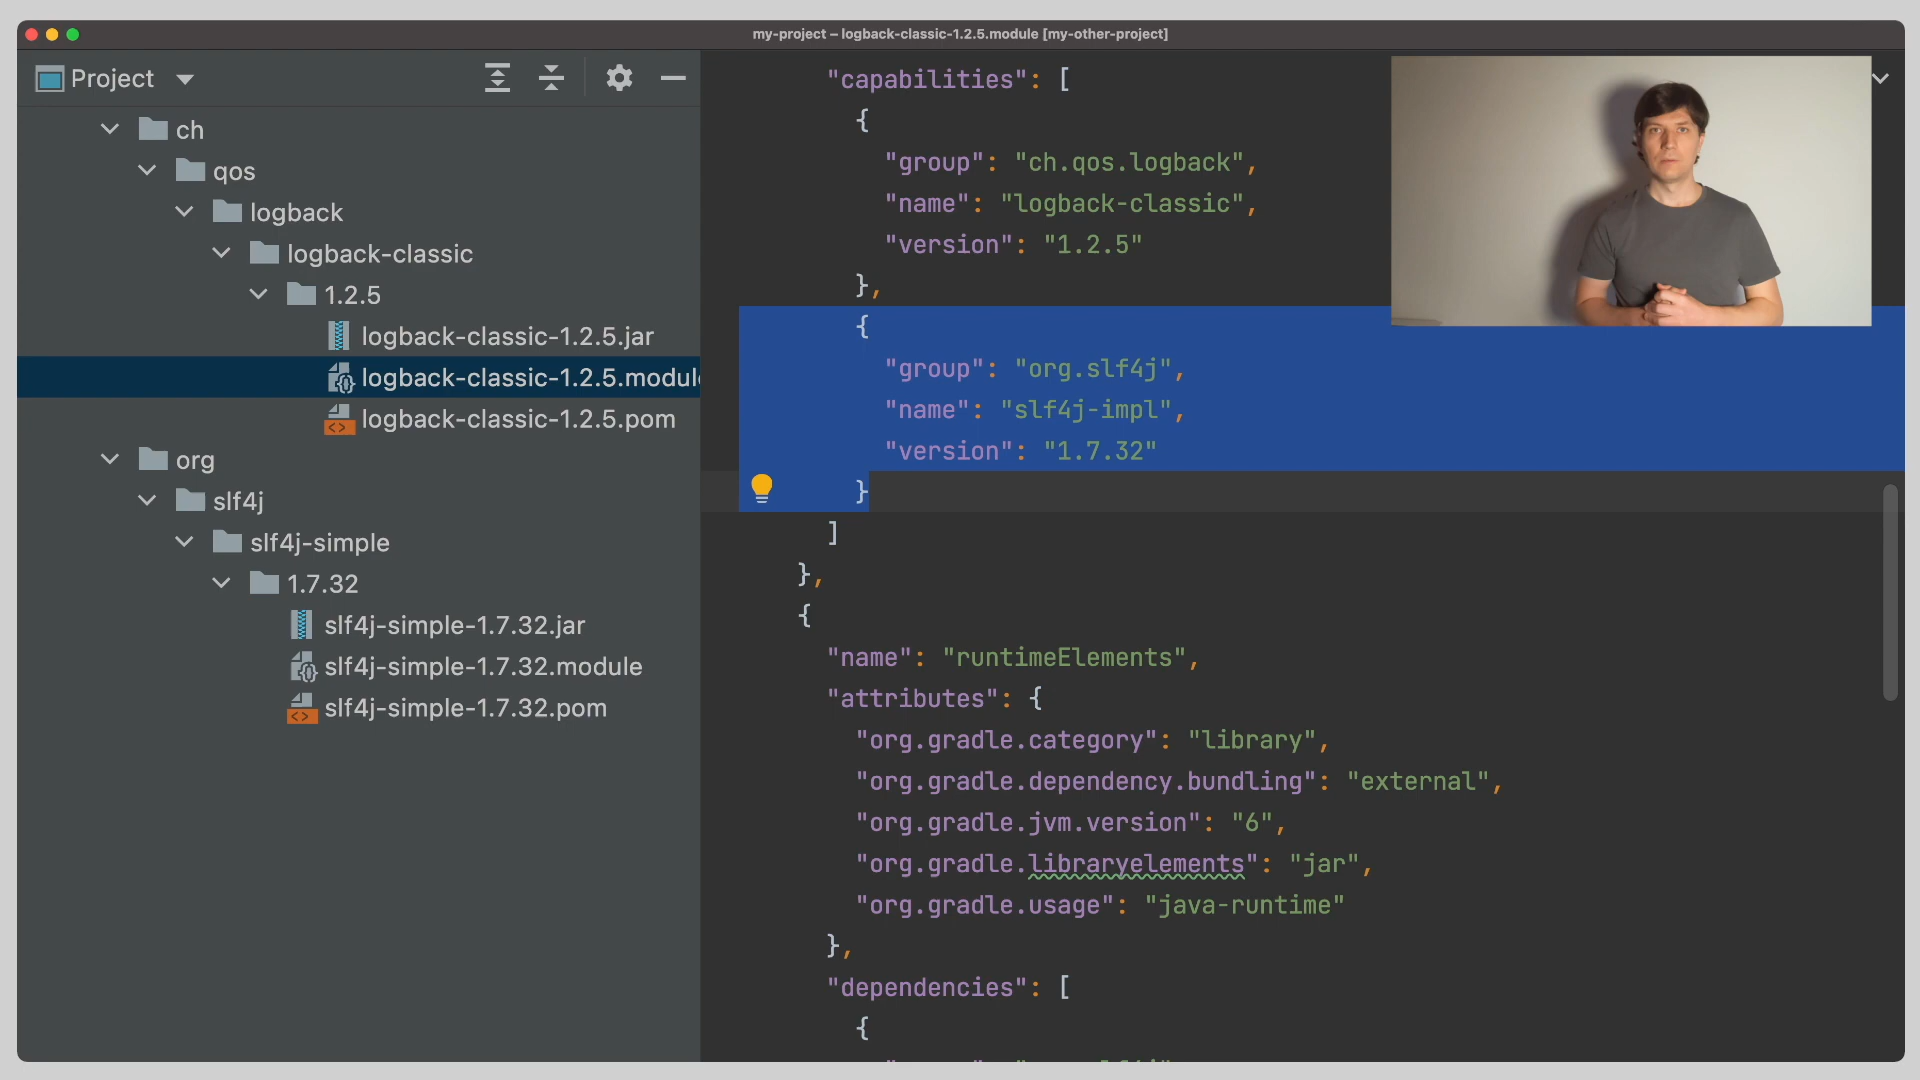 my-project – logback-classic-1.2.5.module [my-other-project]
Project
ch
qos
logback
logback-classic
1.2.5
logback-classic-1.2.5.jar
logback-classic-1.2.5.module
logback-classic-1.2.5.pom
org
slf4j
slf4j-simple
1.7.32
slf4j-simple-1.7.32.jar
slf4j-simple-1.7.32.module
slf4j-simple-1.7.32.pom
"capabilities": [
{
"group": "ch.qos.logback",
"name": "logback-classic",
"version": "1.2.5"
},
{
"group": "org.slf4j",
"name": "slf4j-impl",
"version": "1.7.32"
}
]
},
{
"name": "runtimeElements",
"attributes": {
"org.gradle.category": "library",
"org.gradle.dependency.bundling": "external",
"org.gradle.jvm.version": "6",
"org.gradle.libraryelements": "jar",
"org.gradle.usage": "java-runtime"
},
"dependencies": [
{